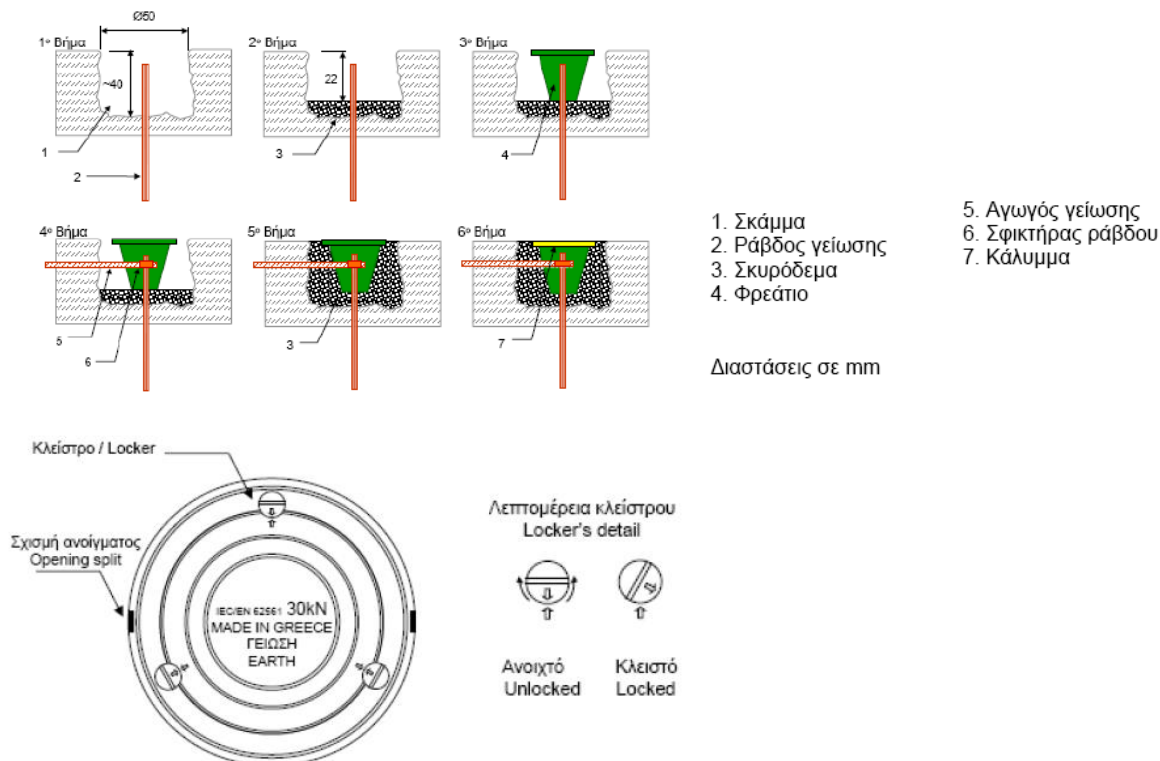 Ø50
1º Βήμα
~40
1
2
2º Βήμα
22
3
3º Βήμα
4
4º Βήμα
5
6
5º Βήμα
3
6º Βήμα
7
1. Σκάμμα
2. Ράβδος γείωσης
3. Σκυρόδεμα
4. Φρεάτιο
5. Αγωγός γείωσης
6. Σφικτήρας ράβδου
7. Κάλυμμα
Διαστάσεις σε mm
Κλείστρο / Locker
Σχισμή ανοίγματος
Opening split
IEC/EN 62561 30kN
MADE IN GREECE
ΓΕΙΩΣΗ
EARTH
Λεπτομέρεια κλείστρου
Locker's detail
Ανοιχτό
Unlocked
Κλειστό
Locked